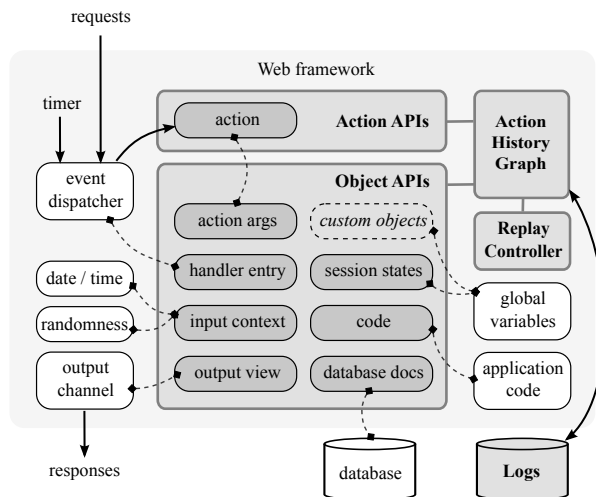 requests
Web framework
timer
action
Action APIs
Action
History
Graph
event
dispatcher
Object APIs
action args
custom objects
Replay
Controller
date / time
handler entry
session states
global
variables
randomness
input context
code
output
channel
output view
database docs
application
code
responses
database
Logs